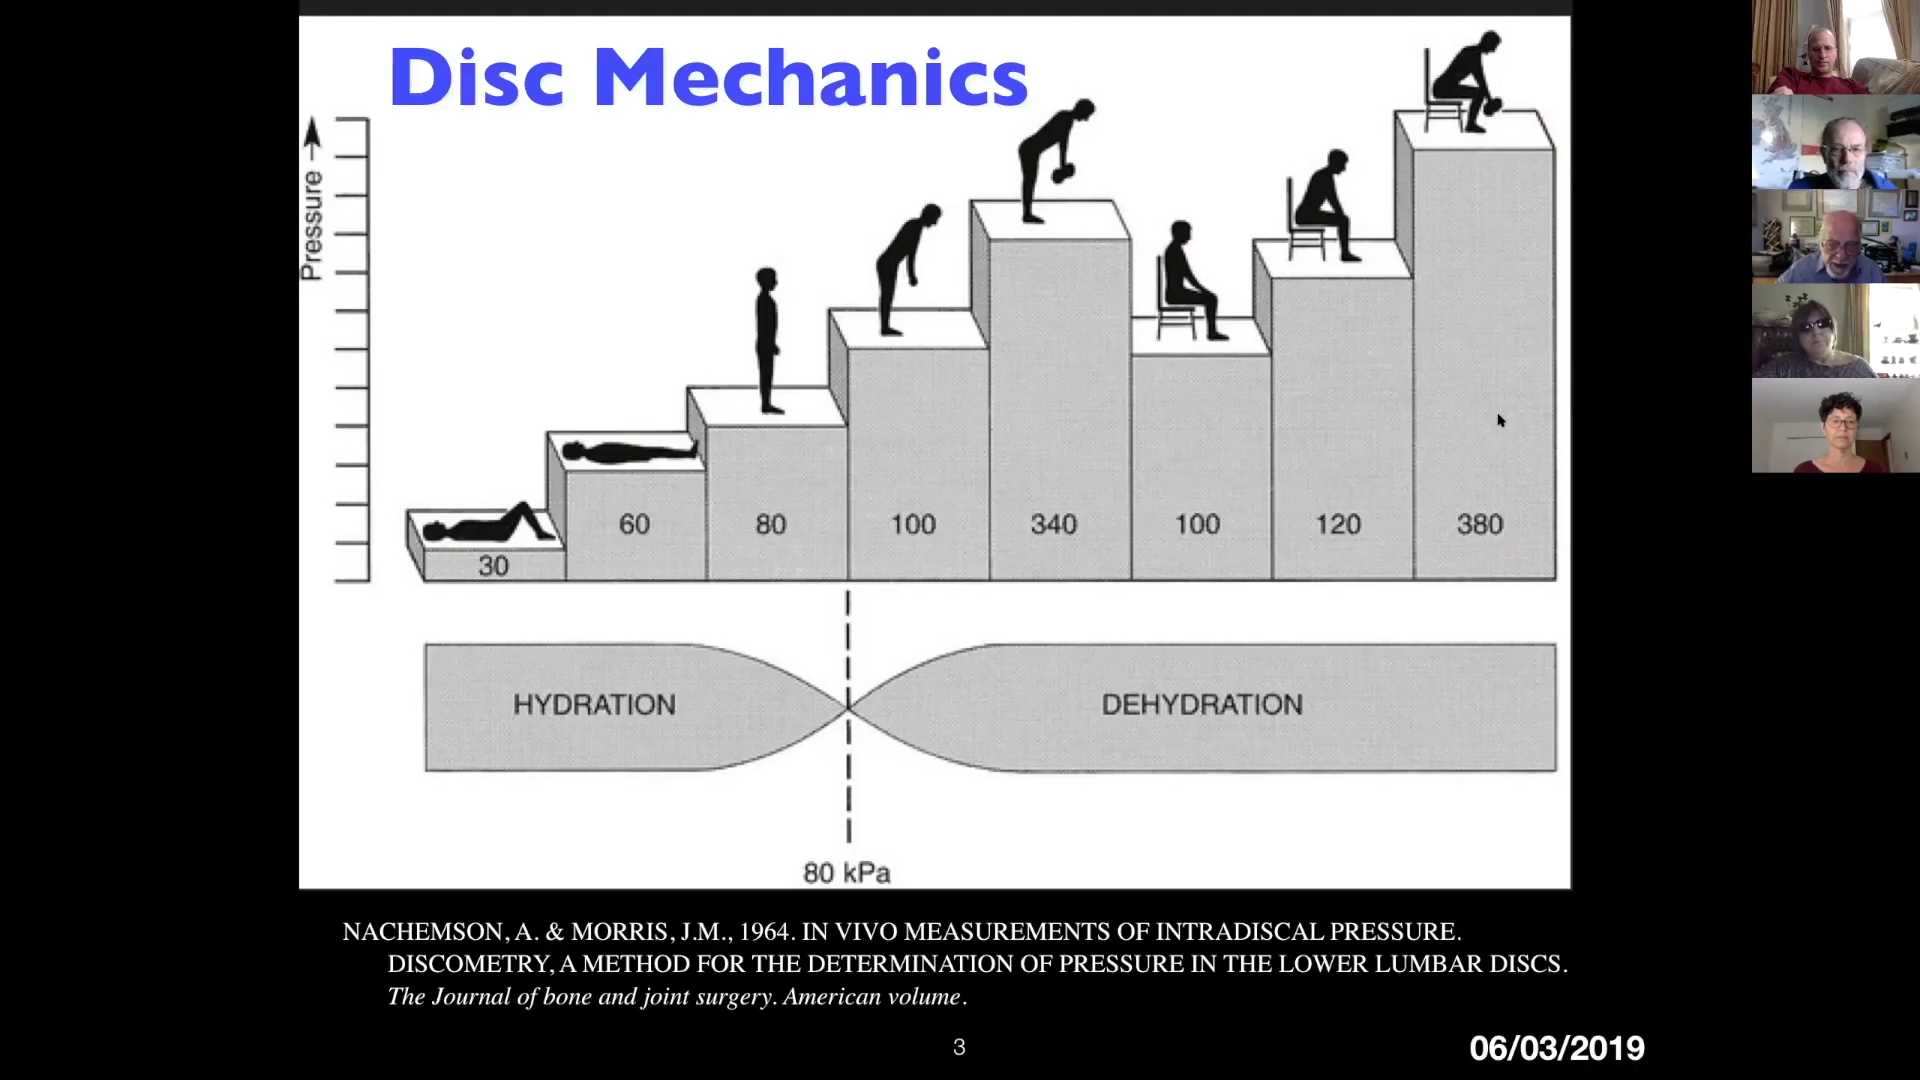 Disc Mechanics
Pressure
30
60
80
100
340
100
120
380
HYDRATION
DEHYDRATION
80 kPa
NACHEMSON, A. & MORRIS, J.M., 1964. IN VIVO MEASUREMENTS OF INTRADISCAL PRESSURE.
DISCOMETRY, A METHOD FOR THE DETERMINATION OF PRESSURE IN THE LOWER LUMBAR DISCS.
The Journal of bone and joint surgery. American volume.
3
06/03/2019